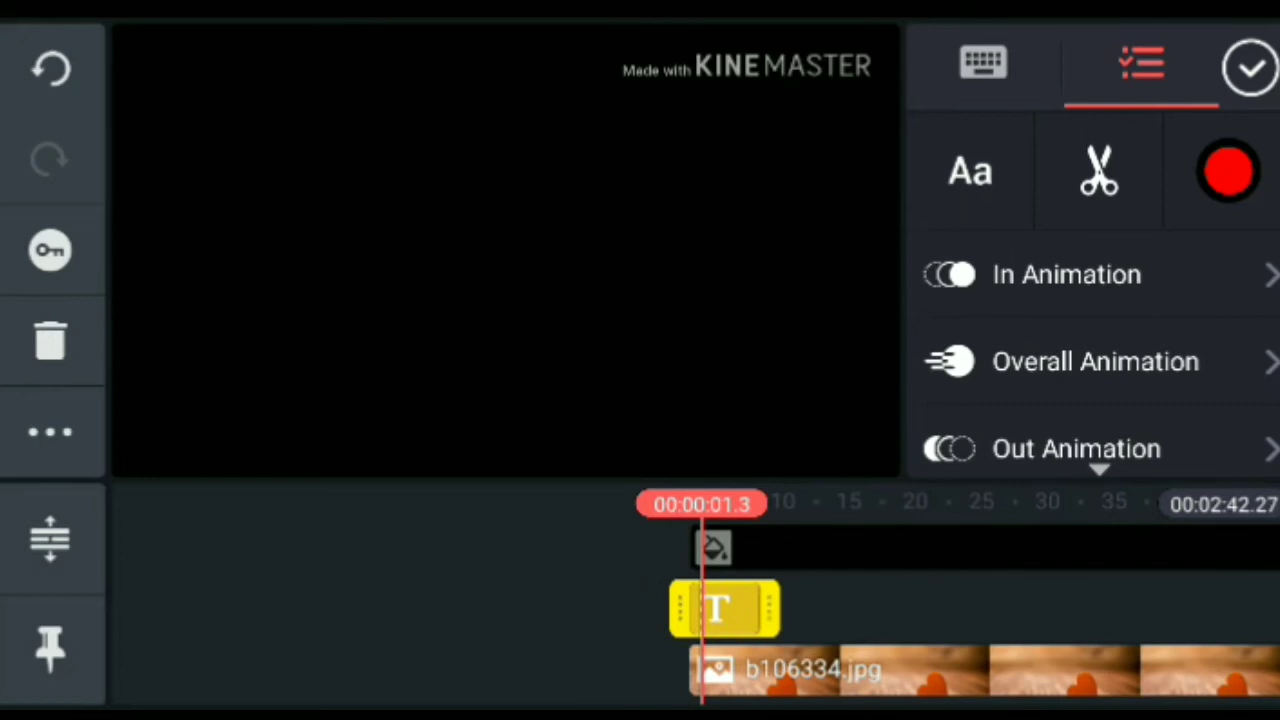 Made with KINEMASTER
Aa
In Animation
Overall Animation
Out Animation
00:00:01.3 10 15 20 25 30 35 00:02:42.27
T
b106334.jpg